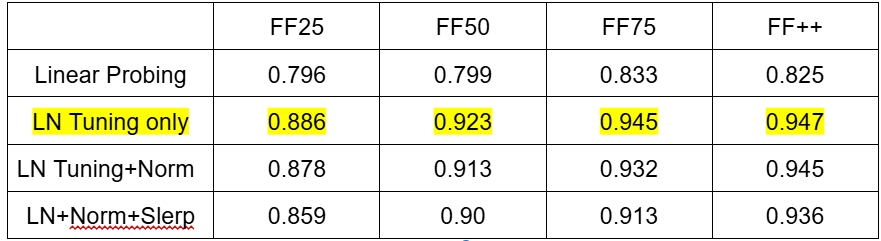 FF25 FF50 FF75 FF++
Linear Probing 0.796 0.799 0.833 0.825
LN Tuning only 0.886 0.923 0.945 0.947
LN Tuning+Norm 0.878 0.913 0.932 0.945
LN+Norm+Slerp 0.859 0.90 0.913 0.936